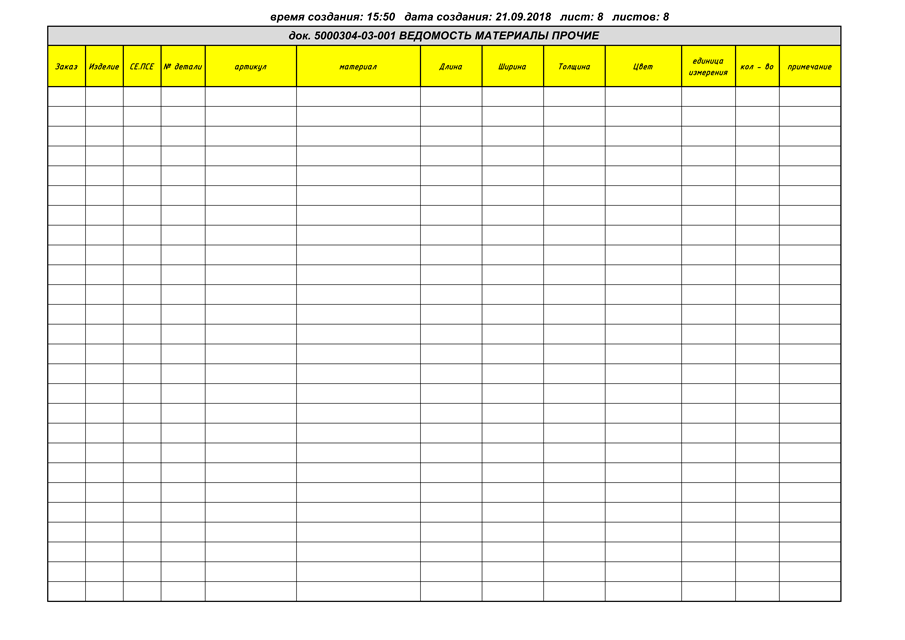 время создания: 15:50 дата создания: 21.09.2018 лист: 8 листов: 8
док. 5000304-03-001 ВЕДОМОСТЬ МАТЕРИАЛЫ ПРОЧИЕ
Заказ Изделие СЕ.ПСЕ № детали артикул материал Длина Ширина Толщина Цвет единица измерения кол - во примечание